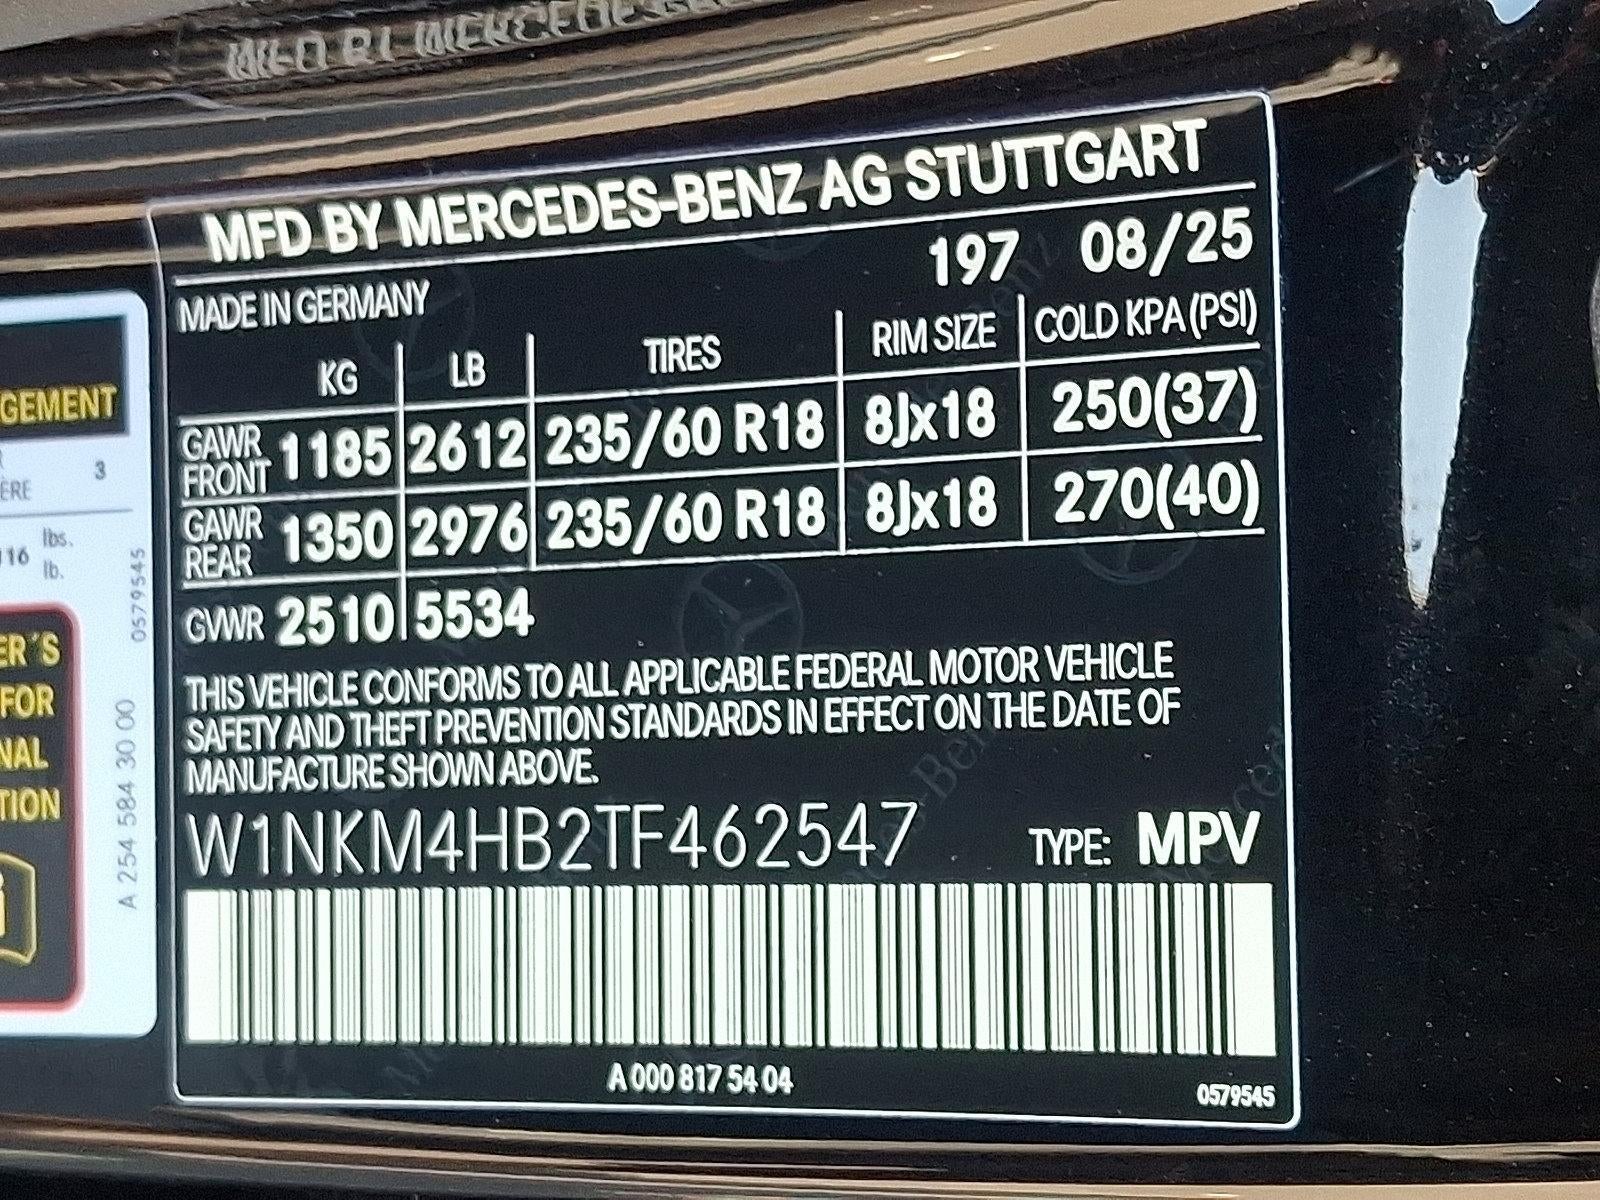 MFD BY MERCEDES-BENZ AG STUTTGART
197 08/25
MADE IN GERMANY
KG LB TIRES RIM SIZE COLD KPA (PSI)
GAWR FRONT 1185 2612 235/60 R18 8Jx18 250(37)
GAWR REAR 1350 2976 235/60 R18 8Jx18 270(40)
GVWR 2510 5534
THIS VEHICLE CONFORMS TO ALL APPLICABLE FEDERAL MOTOR VEHICLE
SAFETY AND THEFT PREVENTION STANDARDS IN EFFECT ON THE DATE OF
MANUFACTURE SHOWN ABOVE.
W1NKM4HB2TF462547 TYPE: MPV
A 000 817 54 04
0579545
GEMENT
3
ERE
lbs.
lb.
ER'S
FOR
NAL
TION
0579545
A 254 584 30 00